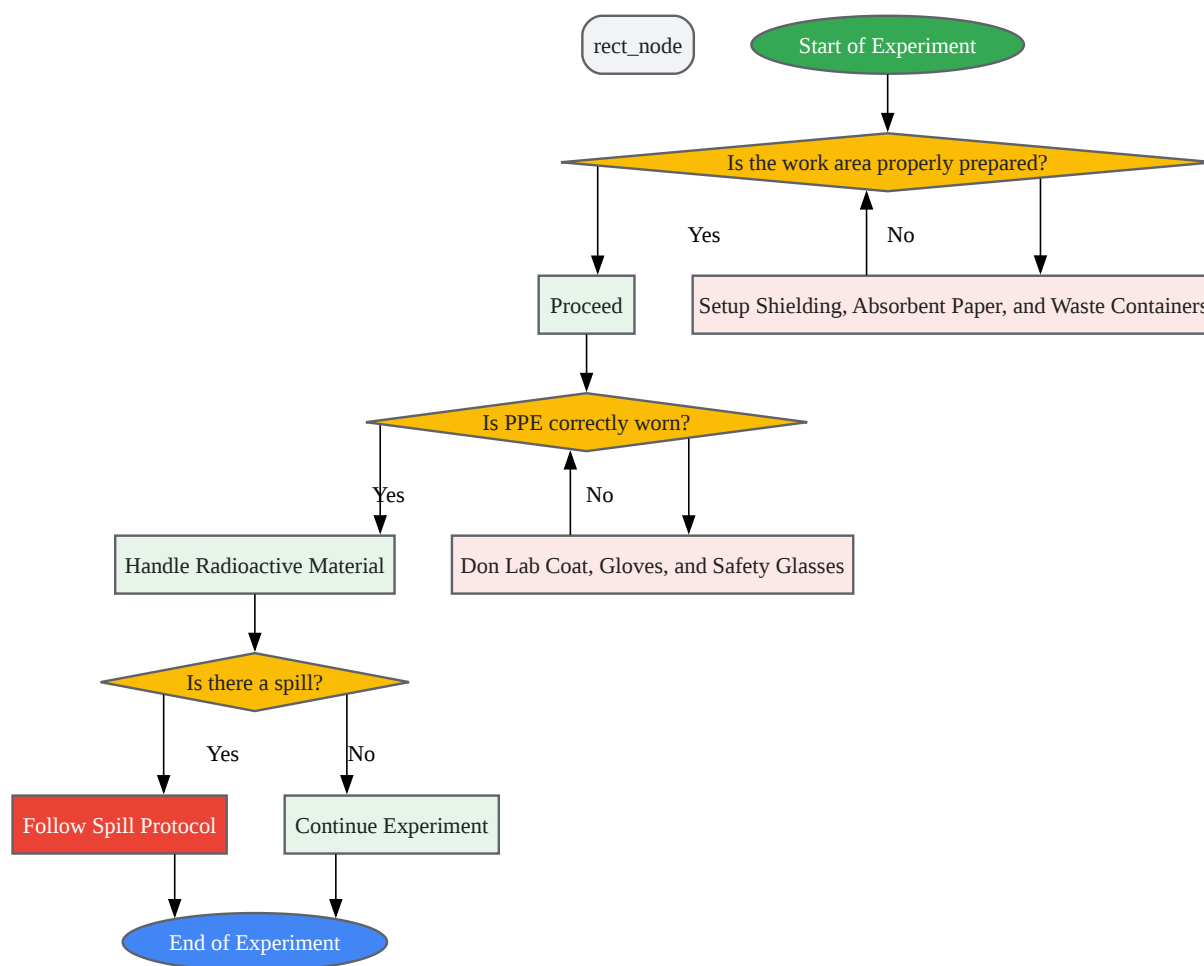 rect_node
Start of Experiment
Is the work area properly prepared?
Yes
No
Proceed
Setup Shielding, Absorbent Paper, and Waste Containers
Is PPE correctly worn?
Yes
No
Handle Radioactive Material
Don Lab Coat, Gloves, and Safety Glasses
Is there a spill?
Yes
No
Follow Spill Protocol
Continue Experiment
End of Experiment